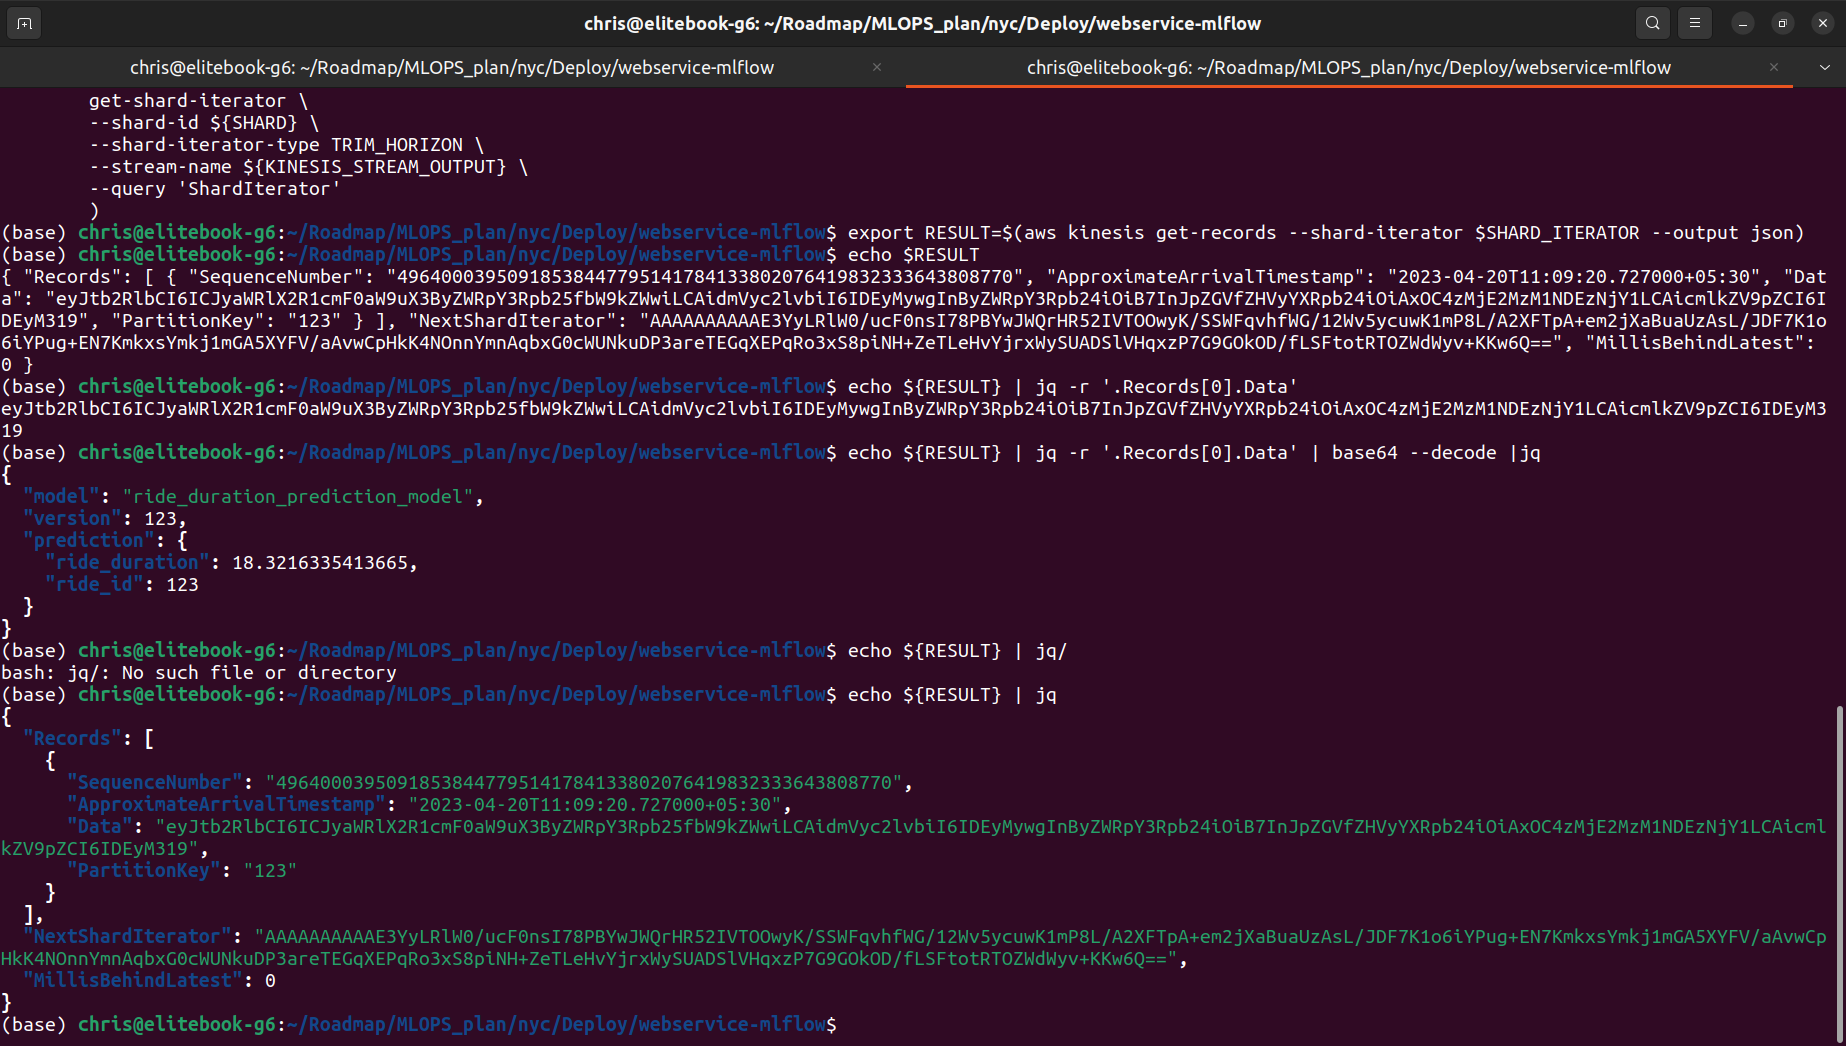 chris@elitebook-g6: ~/Roadmap/MLOPS_plan/nyc/Deploy/webservice-mlflow
chris@elitebook-g6: ~/Roadmap/MLOPS_plan/nyc/Deploy/webservice-mlflow
chris@elitebook-g6: ~/Roadmap/MLOPS_plan/nyc/Deploy/webservice-mlflow
get-shard-iterator \
--shard-id ${SHARD} \
--shard-iterator-type TRIM_HORIZON \
--stream-name ${KINESIS_STREAM_OUTPUT} \
--query 'ShardIterator'
)
(base) chris@elitebook-g6:~/Roadmap/MLOPS_plan/nyc/Deploy/webservice-mlflow$ export RESULT=$(aws kinesis get-records --shard-iterator $SHARD_ITERATOR --output json)
(base) chris@elitebook-g6:~/Roadmap/MLOPS_plan/nyc/Deploy/webservice-mlflow$ echo $RESULT
{ "Records": [ { "SequenceNumber": "49640003950918538447795141784133802076419832333643808770", "ApproximateArrivalTimestamp": "2023-04-20T11:09:20.727000+05:30", "Dat
a": "eyJtb2RlbCI6ICJyaWRlX2R1cmF0aW9uX3ByZWRpY3Rpb25fbW9kZWwiLCAidmVyc2lvbiI6IDEyMywgInByZWRpY3Rpb24iOiB7InJpZGVfZHVyYXRpb24iOiAxOC4zMjE2MzM1NDEzNjY1LCAicmlkZV9pZCI6I
DEyM319", "PartitionKey": "123" } ], "NextShardIterator": "AAAAAAAAAAE3YyLRlW0/ucF0nsI78PBYwJWQrHR52IVTOOwyK/SSWFqvhfWG/12Wv5ycuwK1mP8L/A2XFTpA+em2jXaBuaUzAsL/JDF7K1o
6iYPug+EN7KmkxsYmkj1mGA5XYFV/aAvwCpHkK4NOnnYmnAqbxG0cWUNkuDP3areTEGqXEPqRo3xS8piNH+ZeTLeHvYjrxWySUADSlVHqxzP7G9GOkOD/fLSFtotRTOZWdWyv+KKw6Q==", "MillisBehindLatest":
0 }
(base) chris@elitebook-g6:~/Roadmap/MLOPS_plan/nyc/Deploy/webservice-mlflow$ echo ${RESULT} | jq -r '.Records[0].Data'
eyJtb2RlbCI6ICJyaWRlX2R1cmF0aW9uX3ByZWRpY3Rpb25fbW9kZWwiLCAidmVyc2lvbiI6IDEyMywgInByZWRpY3Rpb24iOiB7InJpZGVfZHVyYXRpb24iOiAxOC4zMjE2MzM1NDEzNjY1LCAicmlkZV9pZCI6IDEyM3
19
(base) chris@elitebook-g6:~/Roadmap/MLOPS_plan/nyc/Deploy/webservice-mlflow$ echo ${RESULT} | jq -r '.Records[0].Data' | base64 --decode |jq
{
"model": "ride_duration_prediction_model",
"version": 123,
"prediction": {
"ride_duration": 18.3216335413665,
"ride_id": 123
}
}
(base) chris@elitebook-g6:~/Roadmap/MLOPS_plan/nyc/Deploy/webservice-mlflow$ echo ${RESULT} | jq/
bash: jq/: No such file or directory
(base) chris@elitebook-g6:~/Roadmap/MLOPS_plan/nyc/Deploy/webservice-mlflow$ echo ${RESULT} | jq
{
"Records": [
{
"SequenceNumber": "49640003950918538447795141784133802076419832333643808770",
"ApproximateArrivalTimestamp": "2023-04-20T11:09:20.727000+05:30",
"Data": "eyJtb2RlbCI6ICJyaWRlX2R1cmF0aW9uX3ByZWRpY3Rpb25fbW9kZWwiLCAidmVyc2lvbiI6IDEyMywgInByZWRpY3Rpb24iOiB7InJpZGVfZHVyYXRpb24iOiAxOC4zMjE2MzM1NDEzNjY1LCAicml
kZV9pZCI6IDEyM319",
"PartitionKey": "123"
}
],
"NextShardIterator": "AAAAAAAAAAE3YyLRlW0/ucF0nsI78PBYwJWQrHR52IVTOOwyK/SSWFqvhfWG/12Wv5ycuwK1mP8L/A2XFTpA+em2jXaBuaUzAsL/JDF7K1o6iYPug+EN7KmkxsYmkj1mGA5XYFV/aAvwCp
HkK4NOnnYmnAqbxG0cWUNkuDP3areTEGqXEPqRo3xS8piNH+ZeTLeHvYjrxWySUADSlVHqxzP7G9GOkOD/fLSFtotRTOZWdWyv+KKw6Q==",
"MillisBehindLatest": 0
}
(base) chris@elitebook-g6:~/Roadmap/MLOPS_plan/nyc/Deploy/webservice-mlflow$